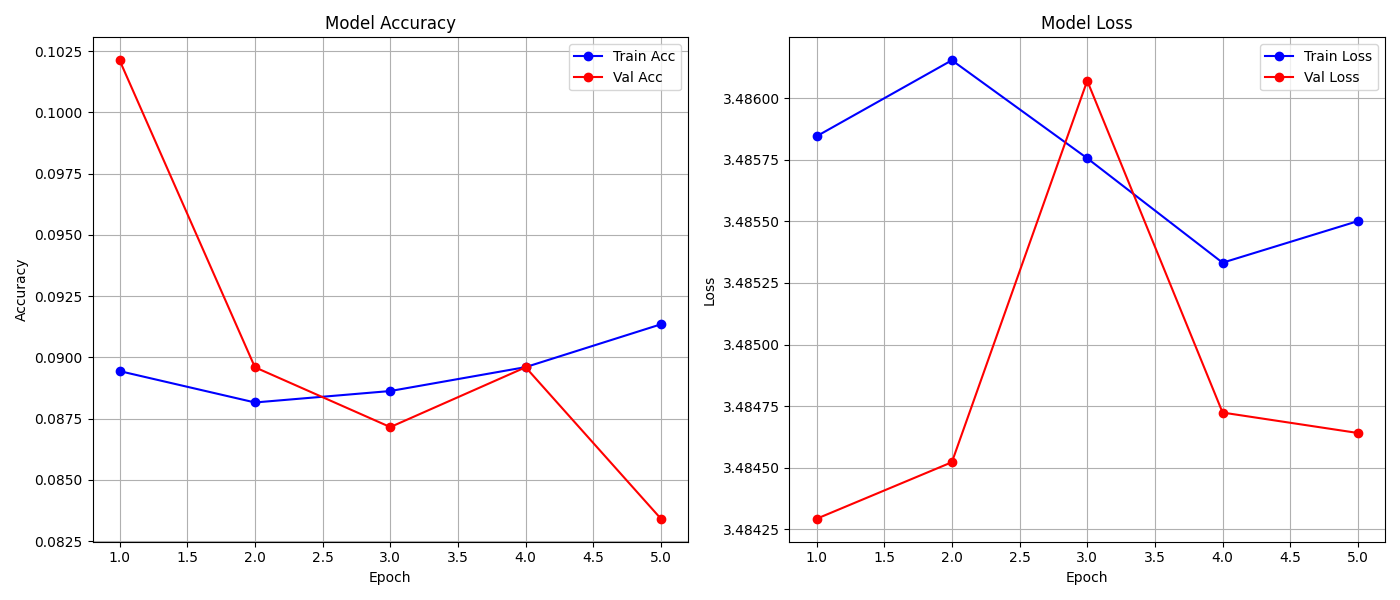 Model Accuracy
Train Acc
Val Acc
0.1025
0.1000
0.0975
0.0950
0.0925
0.0900
0.0875
0.0850
0.0825
Accuracy
1.0 1.5 2.0 2.5 3.0 3.5 4.0 4.5 5.0
Epoch
Model Loss
Train Loss
Val Loss
3.48600
3.48575
3.48550
3.48525
3.48500
3.48475
3.48450
3.48425
Loss
1.0 1.5 2.0 2.5 3.0 3.5 4.0 4.5 5.0
Epoch